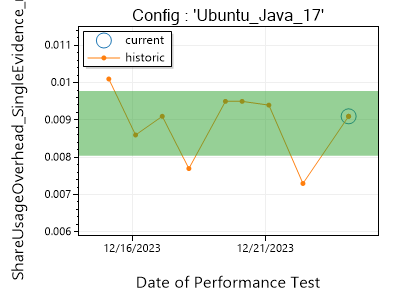 Config : 'Ubuntu_Java_17'
current
historic
0.011
0.01
0.009
0.008
0.007
0.006
12/16/2023
12/21/2023
Date of Performance Test
ShareUsageOverhead_SingleEvidence_